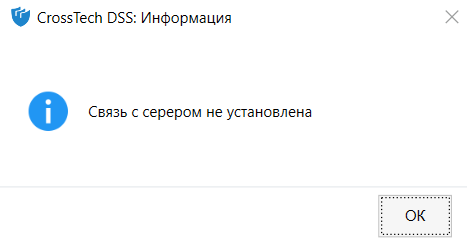 CrossTech DSS: Информация
Связь с серером не установлена
ОК